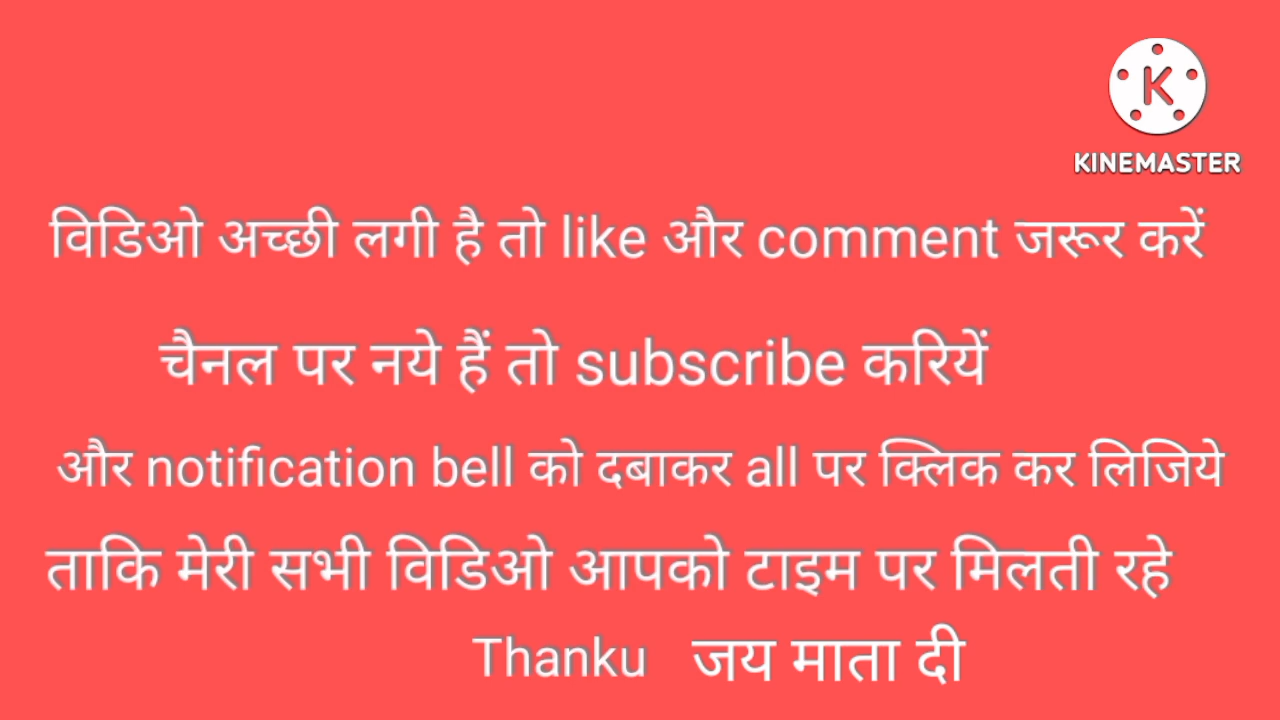 K
KINEMASTER
विडिओ अच्छी लगी है तो like और comment जरूर करें
चैनल पर नये हैं तो subscribe करियें
और notification bell को दबाकर all पर क्लिक कर लिजिये
ताकि मेरी सभी विडिओ आपको टाइम पर मिलती रहे
Thanku जय माता दी